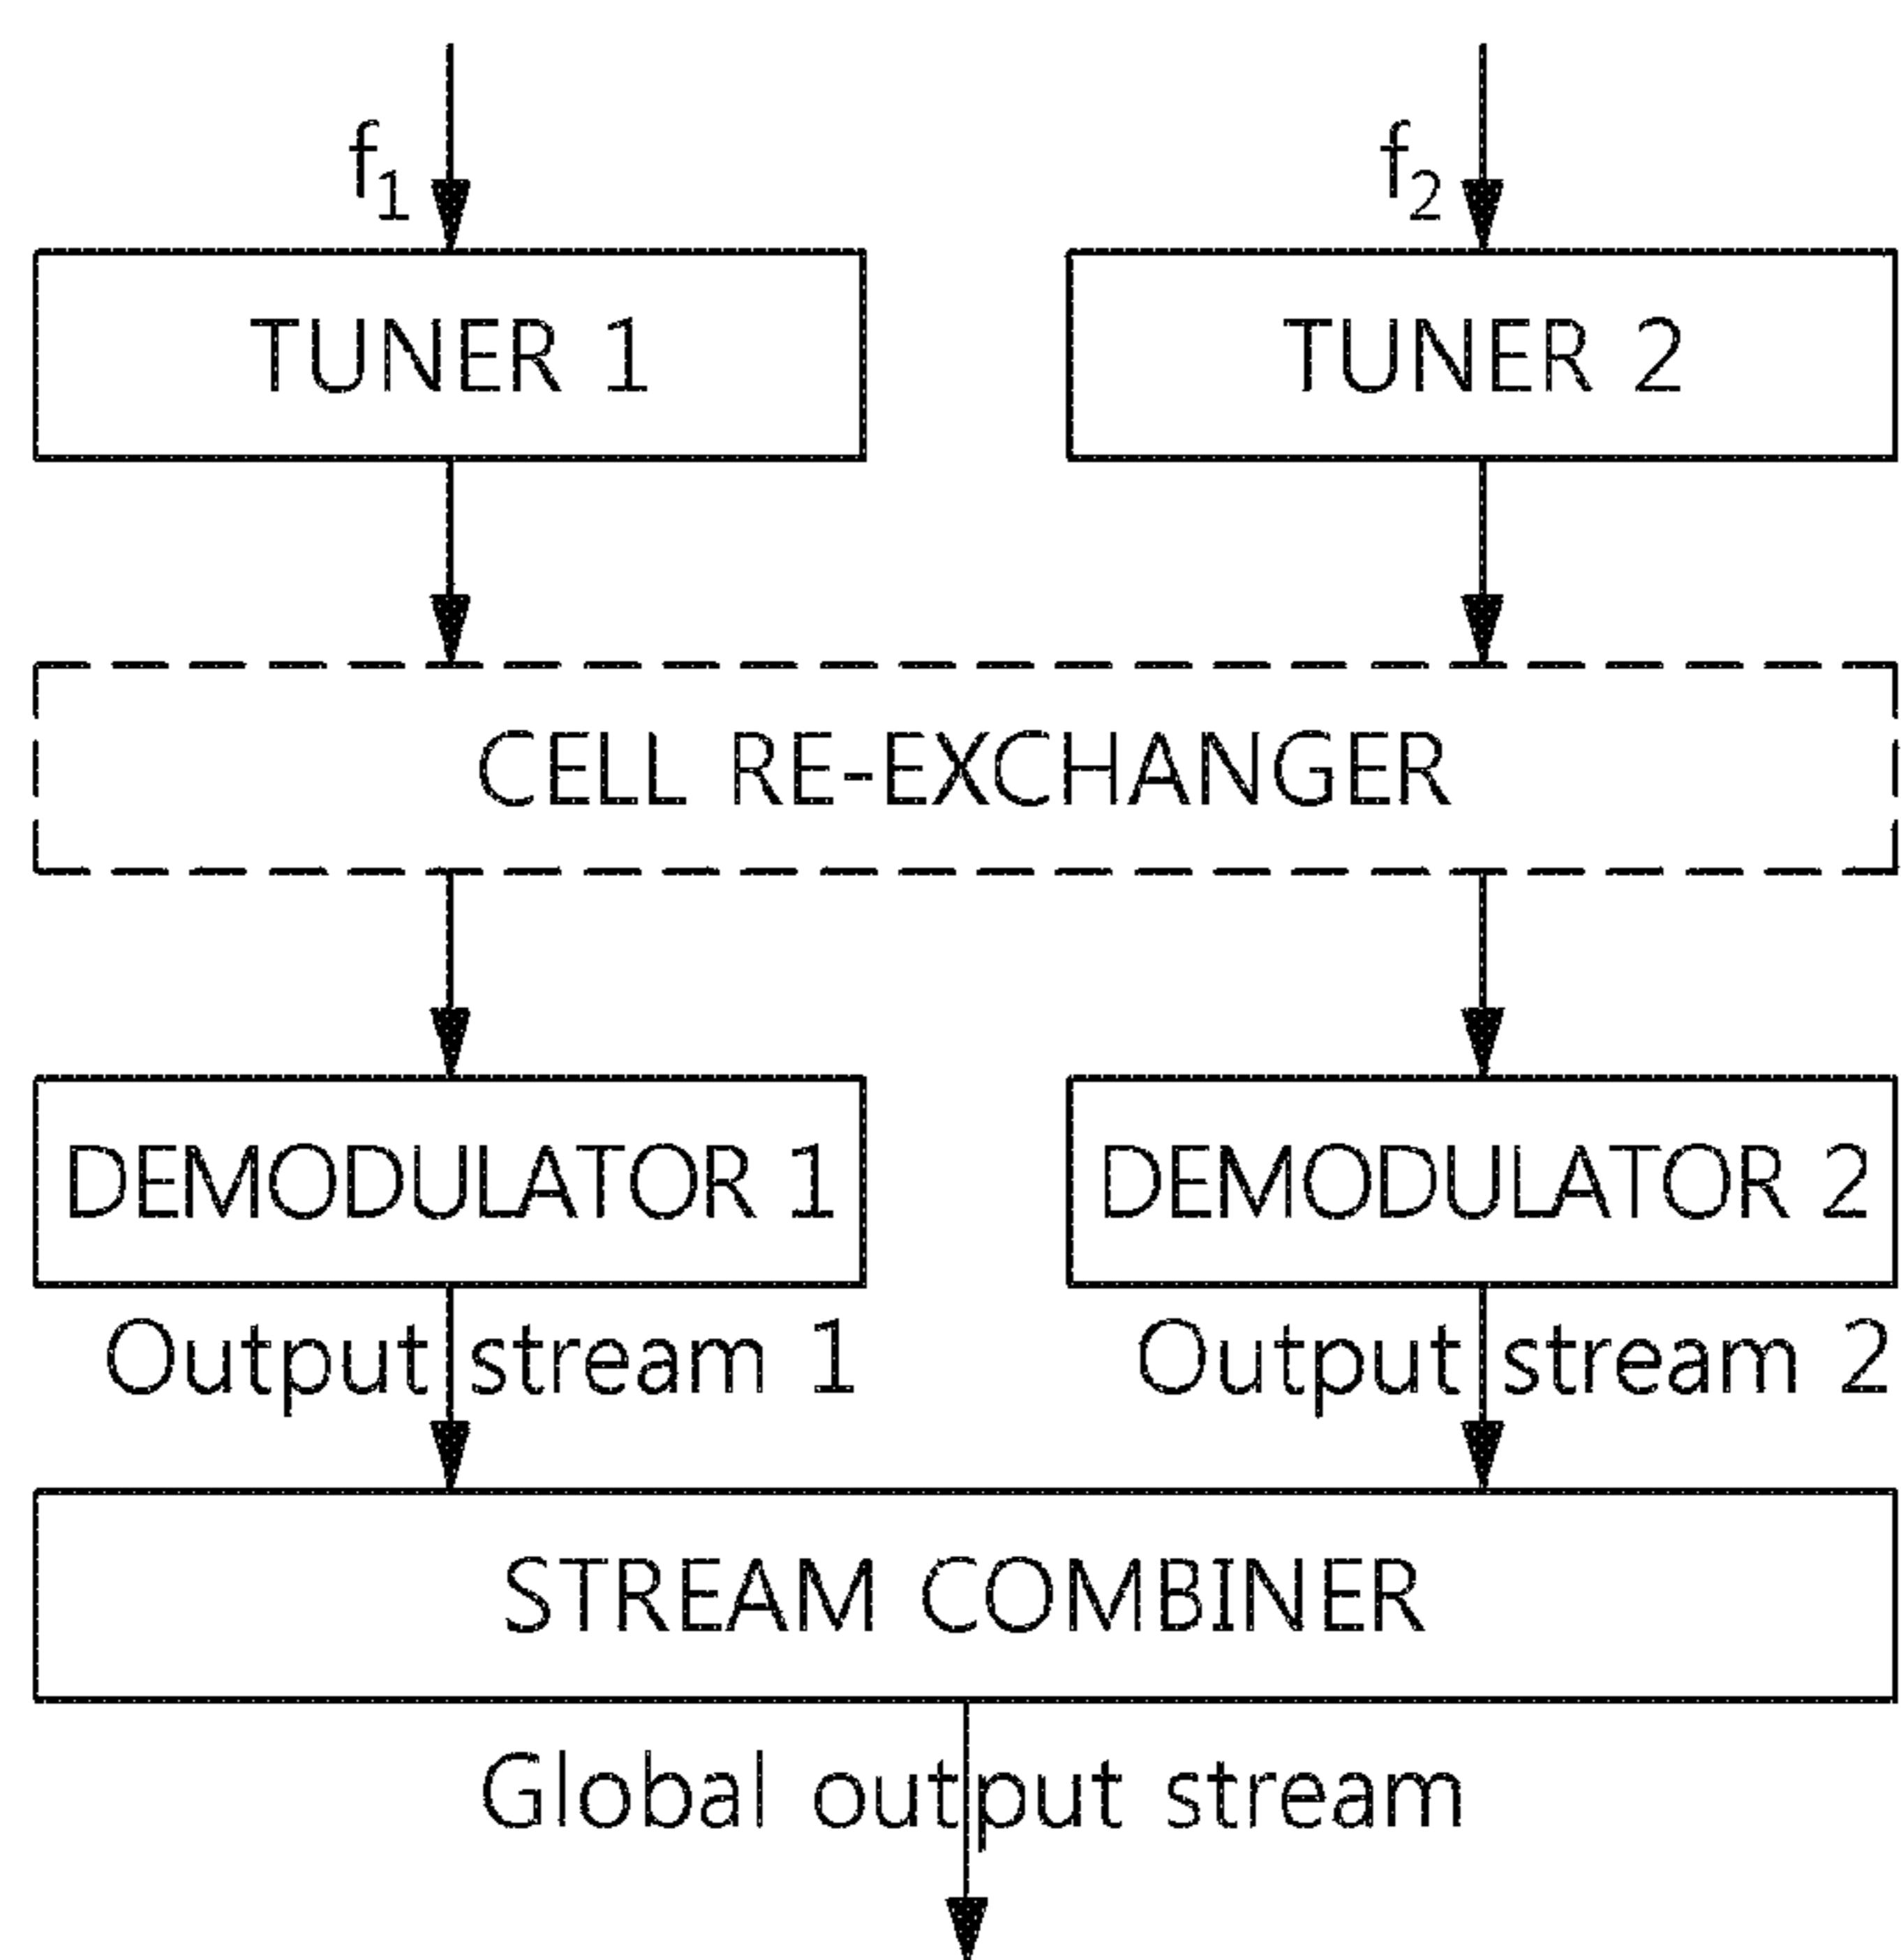 f1
f2
TUNER 1
TUNER 2
CELL RE-EXCHANGER
DEMODULATOR 1
DEMODULATOR 2
Output stream 1
Output stream 2
STREAM COMBINER
Global output stream